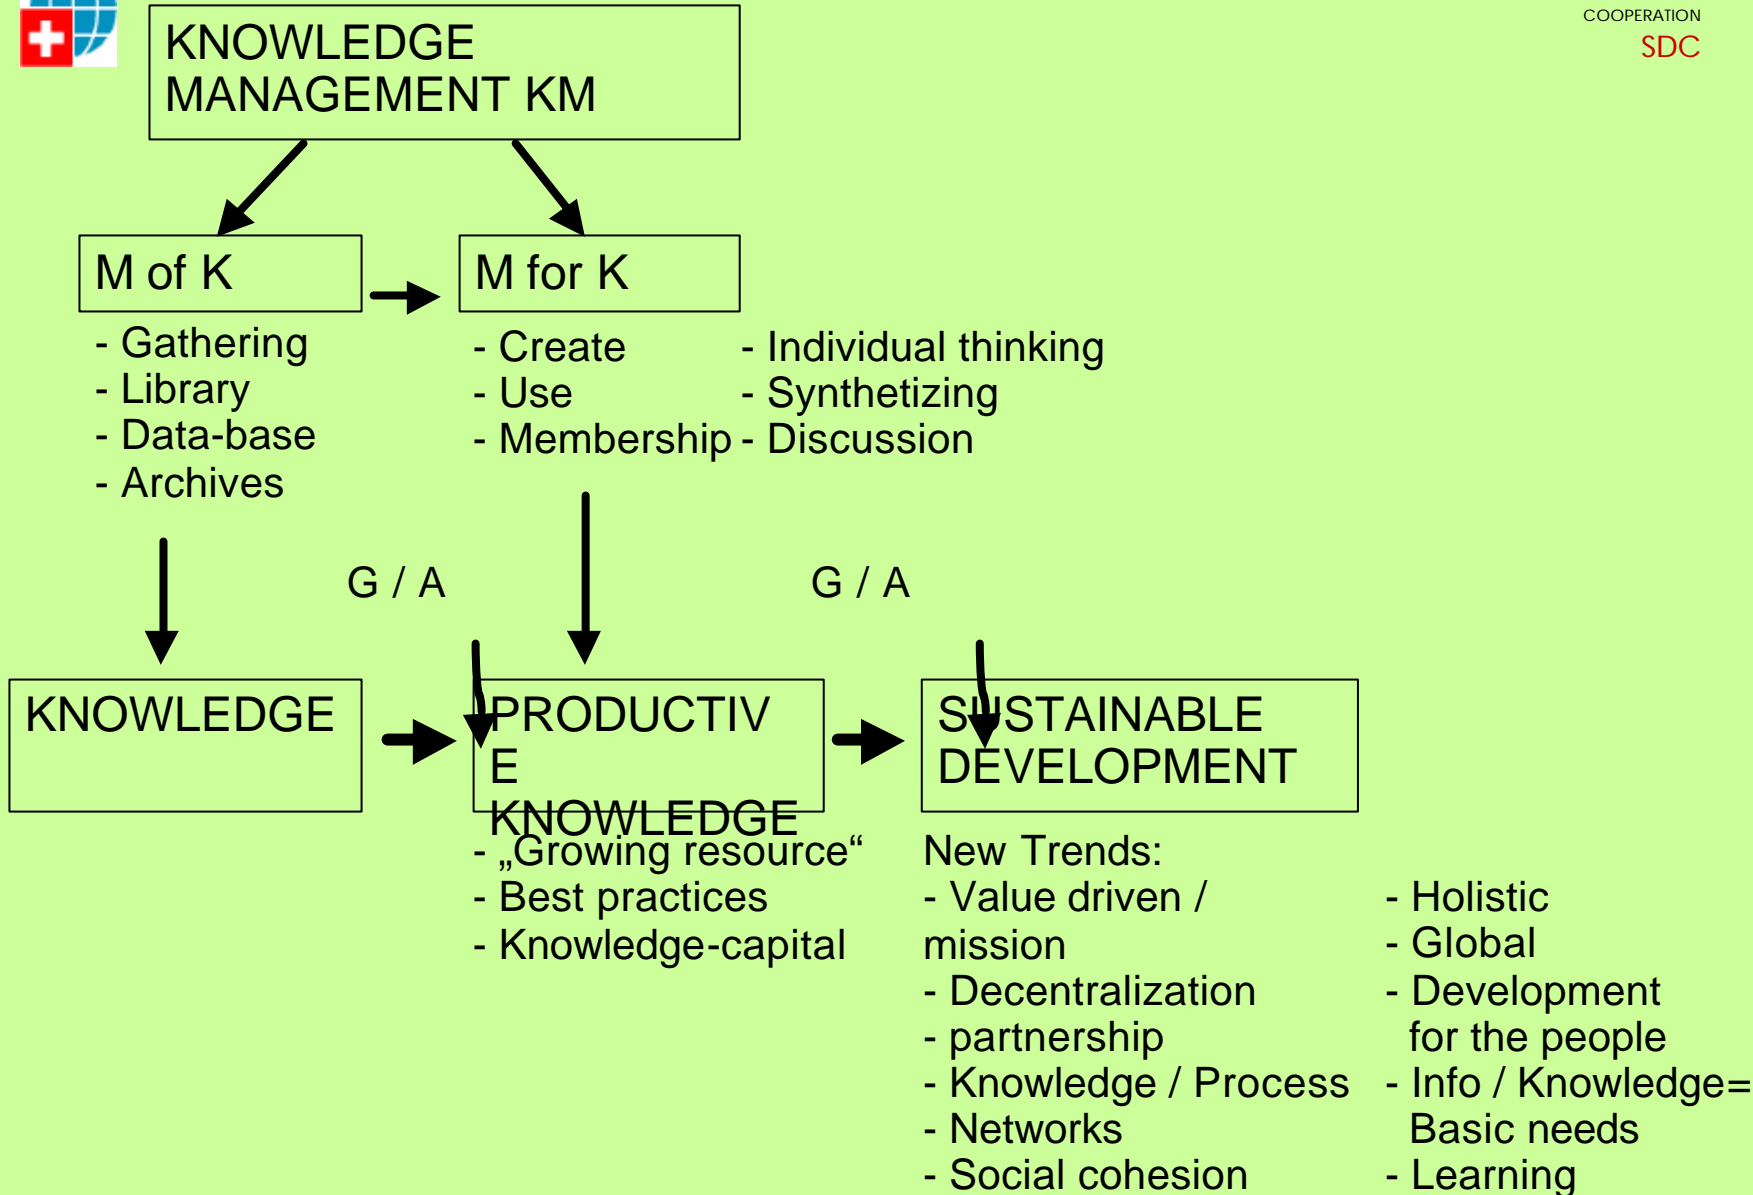 COOPERATION
SDC
KNOWLEDGE
MANAGEMENT KM
M of K
M for K
- Gathering
- Library
- Data-base
- Archives
- Create
- Use
- Membership
- Individual thinking
- Synthetizing
- Discussion
G / A
G / A
KNOWLEDGE
PRODUCTIV
E
KNOWLEDGE
SUSTAINABLE
DEVELOPMENT
- „Growing resource“
- Best practices
- Knowledge-capital
New Trends:
- Value driven /
mission
- Decentralization
- partnership
- Knowledge / Process
- Networks
- Social cohesion
- Holistic
- Global
- Development
for the people
- Info / Knowledge=
Basic needs
- Learning